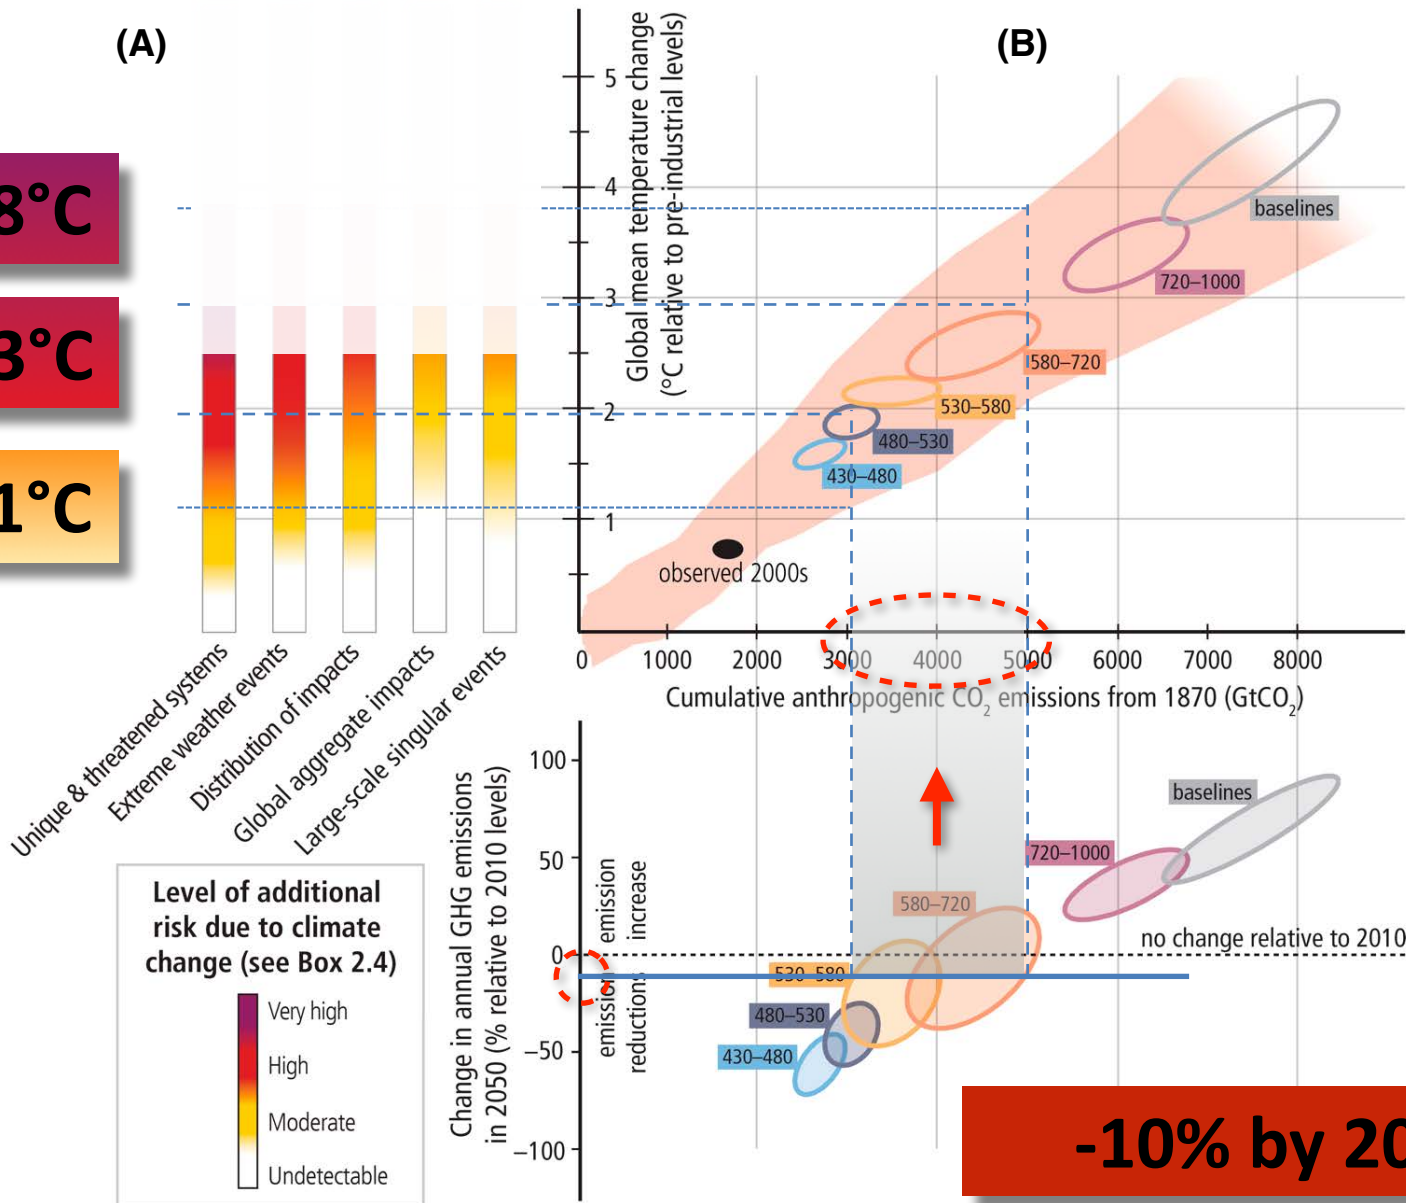 (A)
(B)
8°C
3°C
1°C
Global mean temperature change
(°C relative to pre-industrial levels)
5
4
3
2
1
baselines
720–1000
580–720
530–580
480–530
430–480
observed 2000s
0 1000 2000 3000 4000 5000 6000 7000 8000
Cumulative anthropogenic CO2 emissions from 1870 (GtCO2)
Unique & threatened systems
Extreme weather events
Distribution of impacts
Global aggregate impacts
Large-scale singular events
Level of additional
risk due to climate
change (see Box 2.4)
Very high
High
Moderate
Undetectable
Change in annual GHG emissions
in 2050 (% relative to 2010 levels)
100
50
0
−50
−100
emission
increase
emission
reductions
baselines
720–1000
580–720
no change relative to 2010
530–580
480–530
430–480
-10% by 20